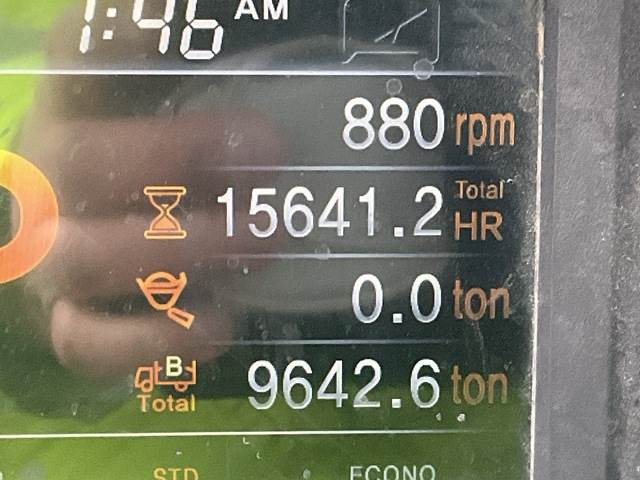 1:46 AM
880 rpm
15641.2 Total HR
0.0 ton
B
Total 9642.6 ton
STD ECONO